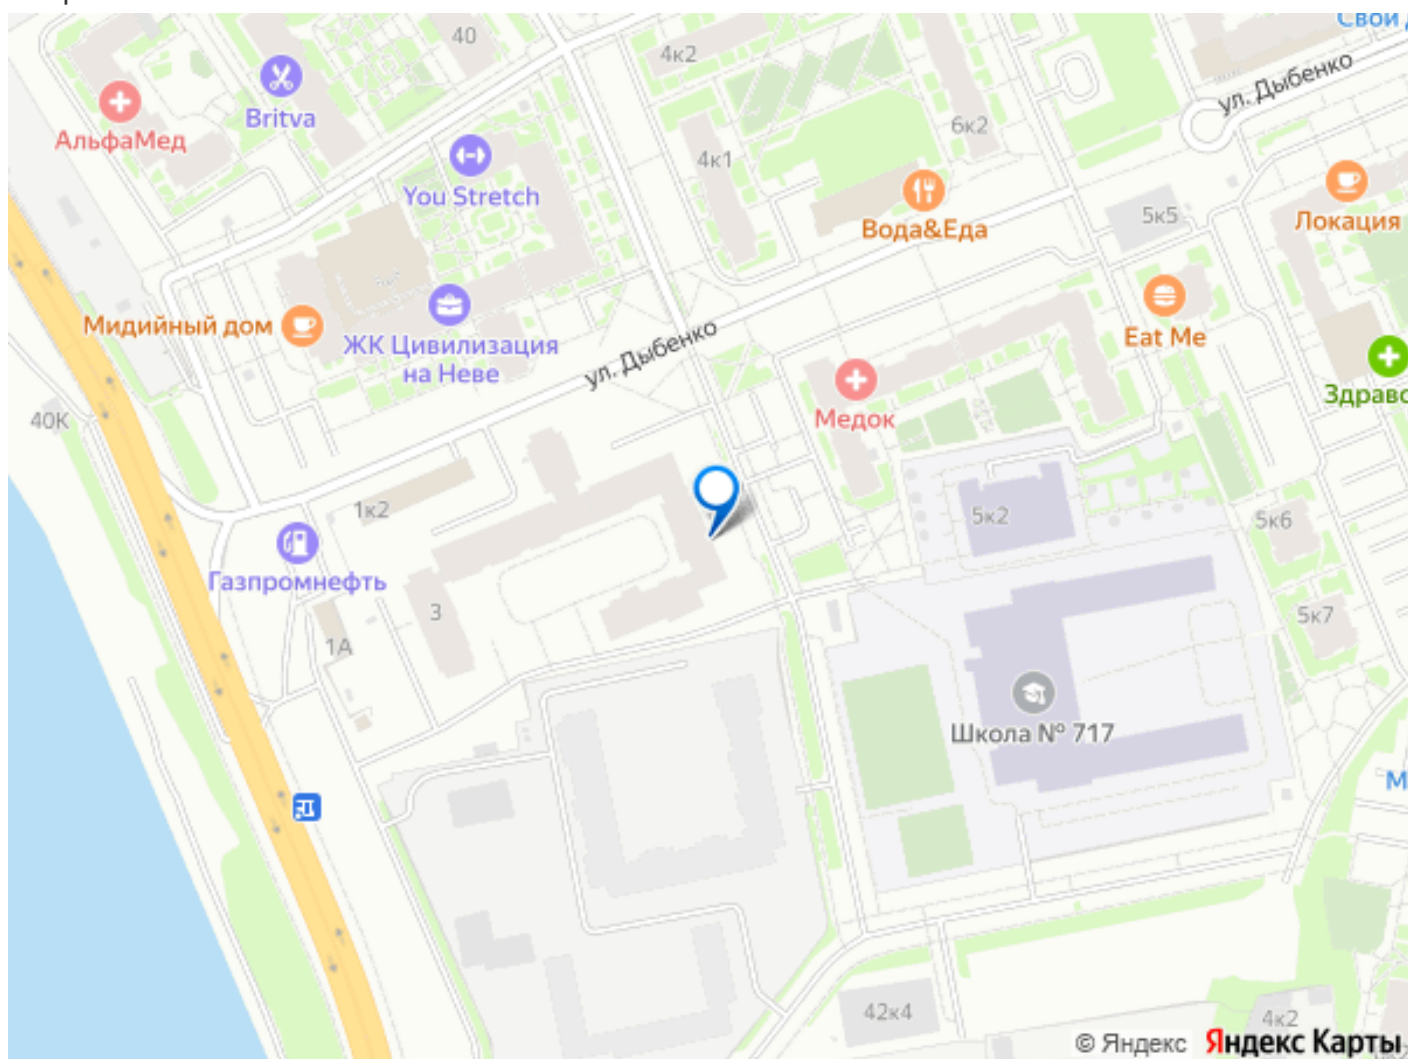 40
4к2
Свой
ул. Дыбенко
Britva
АльфаМед
6к2
4к1
You Stretch
Вода&Еда
5к5
Локация
Мидийный дом
ЖК Цивилизация
на Неве
ул. Дыбенко
Eat Me
Медок
Здраво
40К
1к2
5к2
5к6
Газпромнефть
3
1А
5к7
Школа № 717
М
42к4
4к2
© Яндекс Яндекс Карты